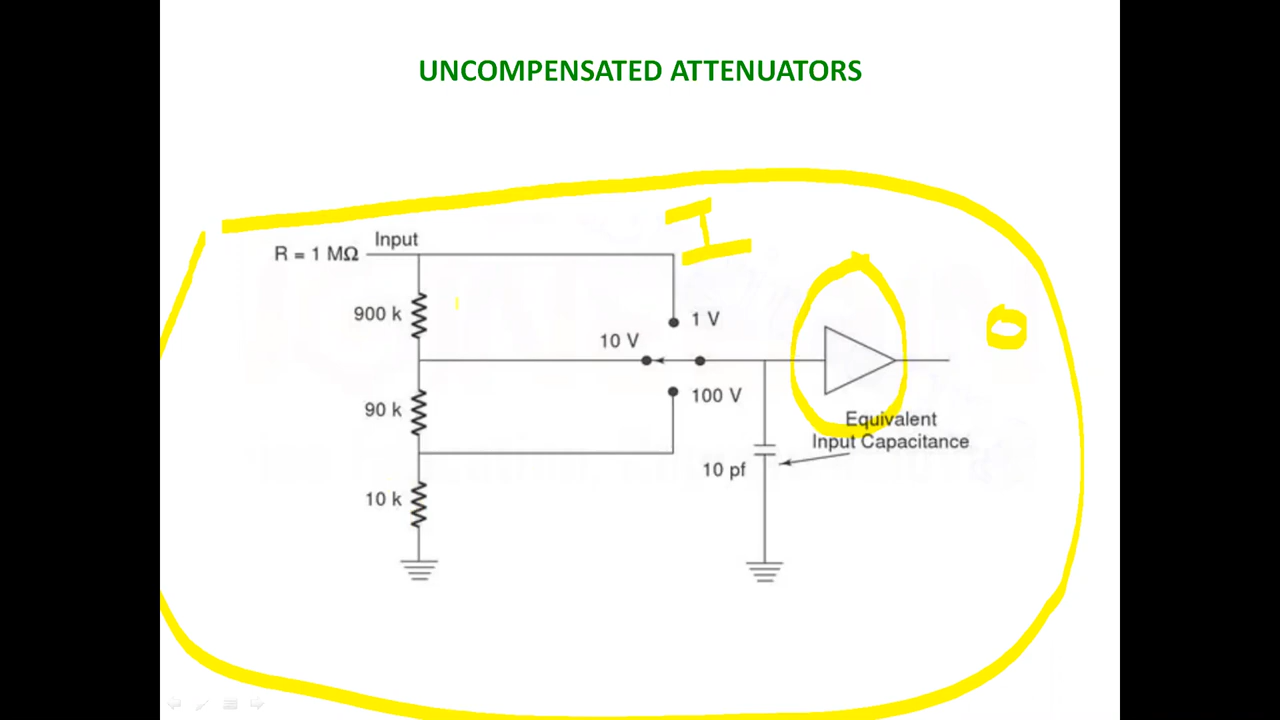 UNCOMPENSATED ATTENUATORS
I
Input
R = 1 MΩ
900 k
1 V
O
10 V
90 k
100 V
Equivalent
Input Capacitance
10 pf
10 k